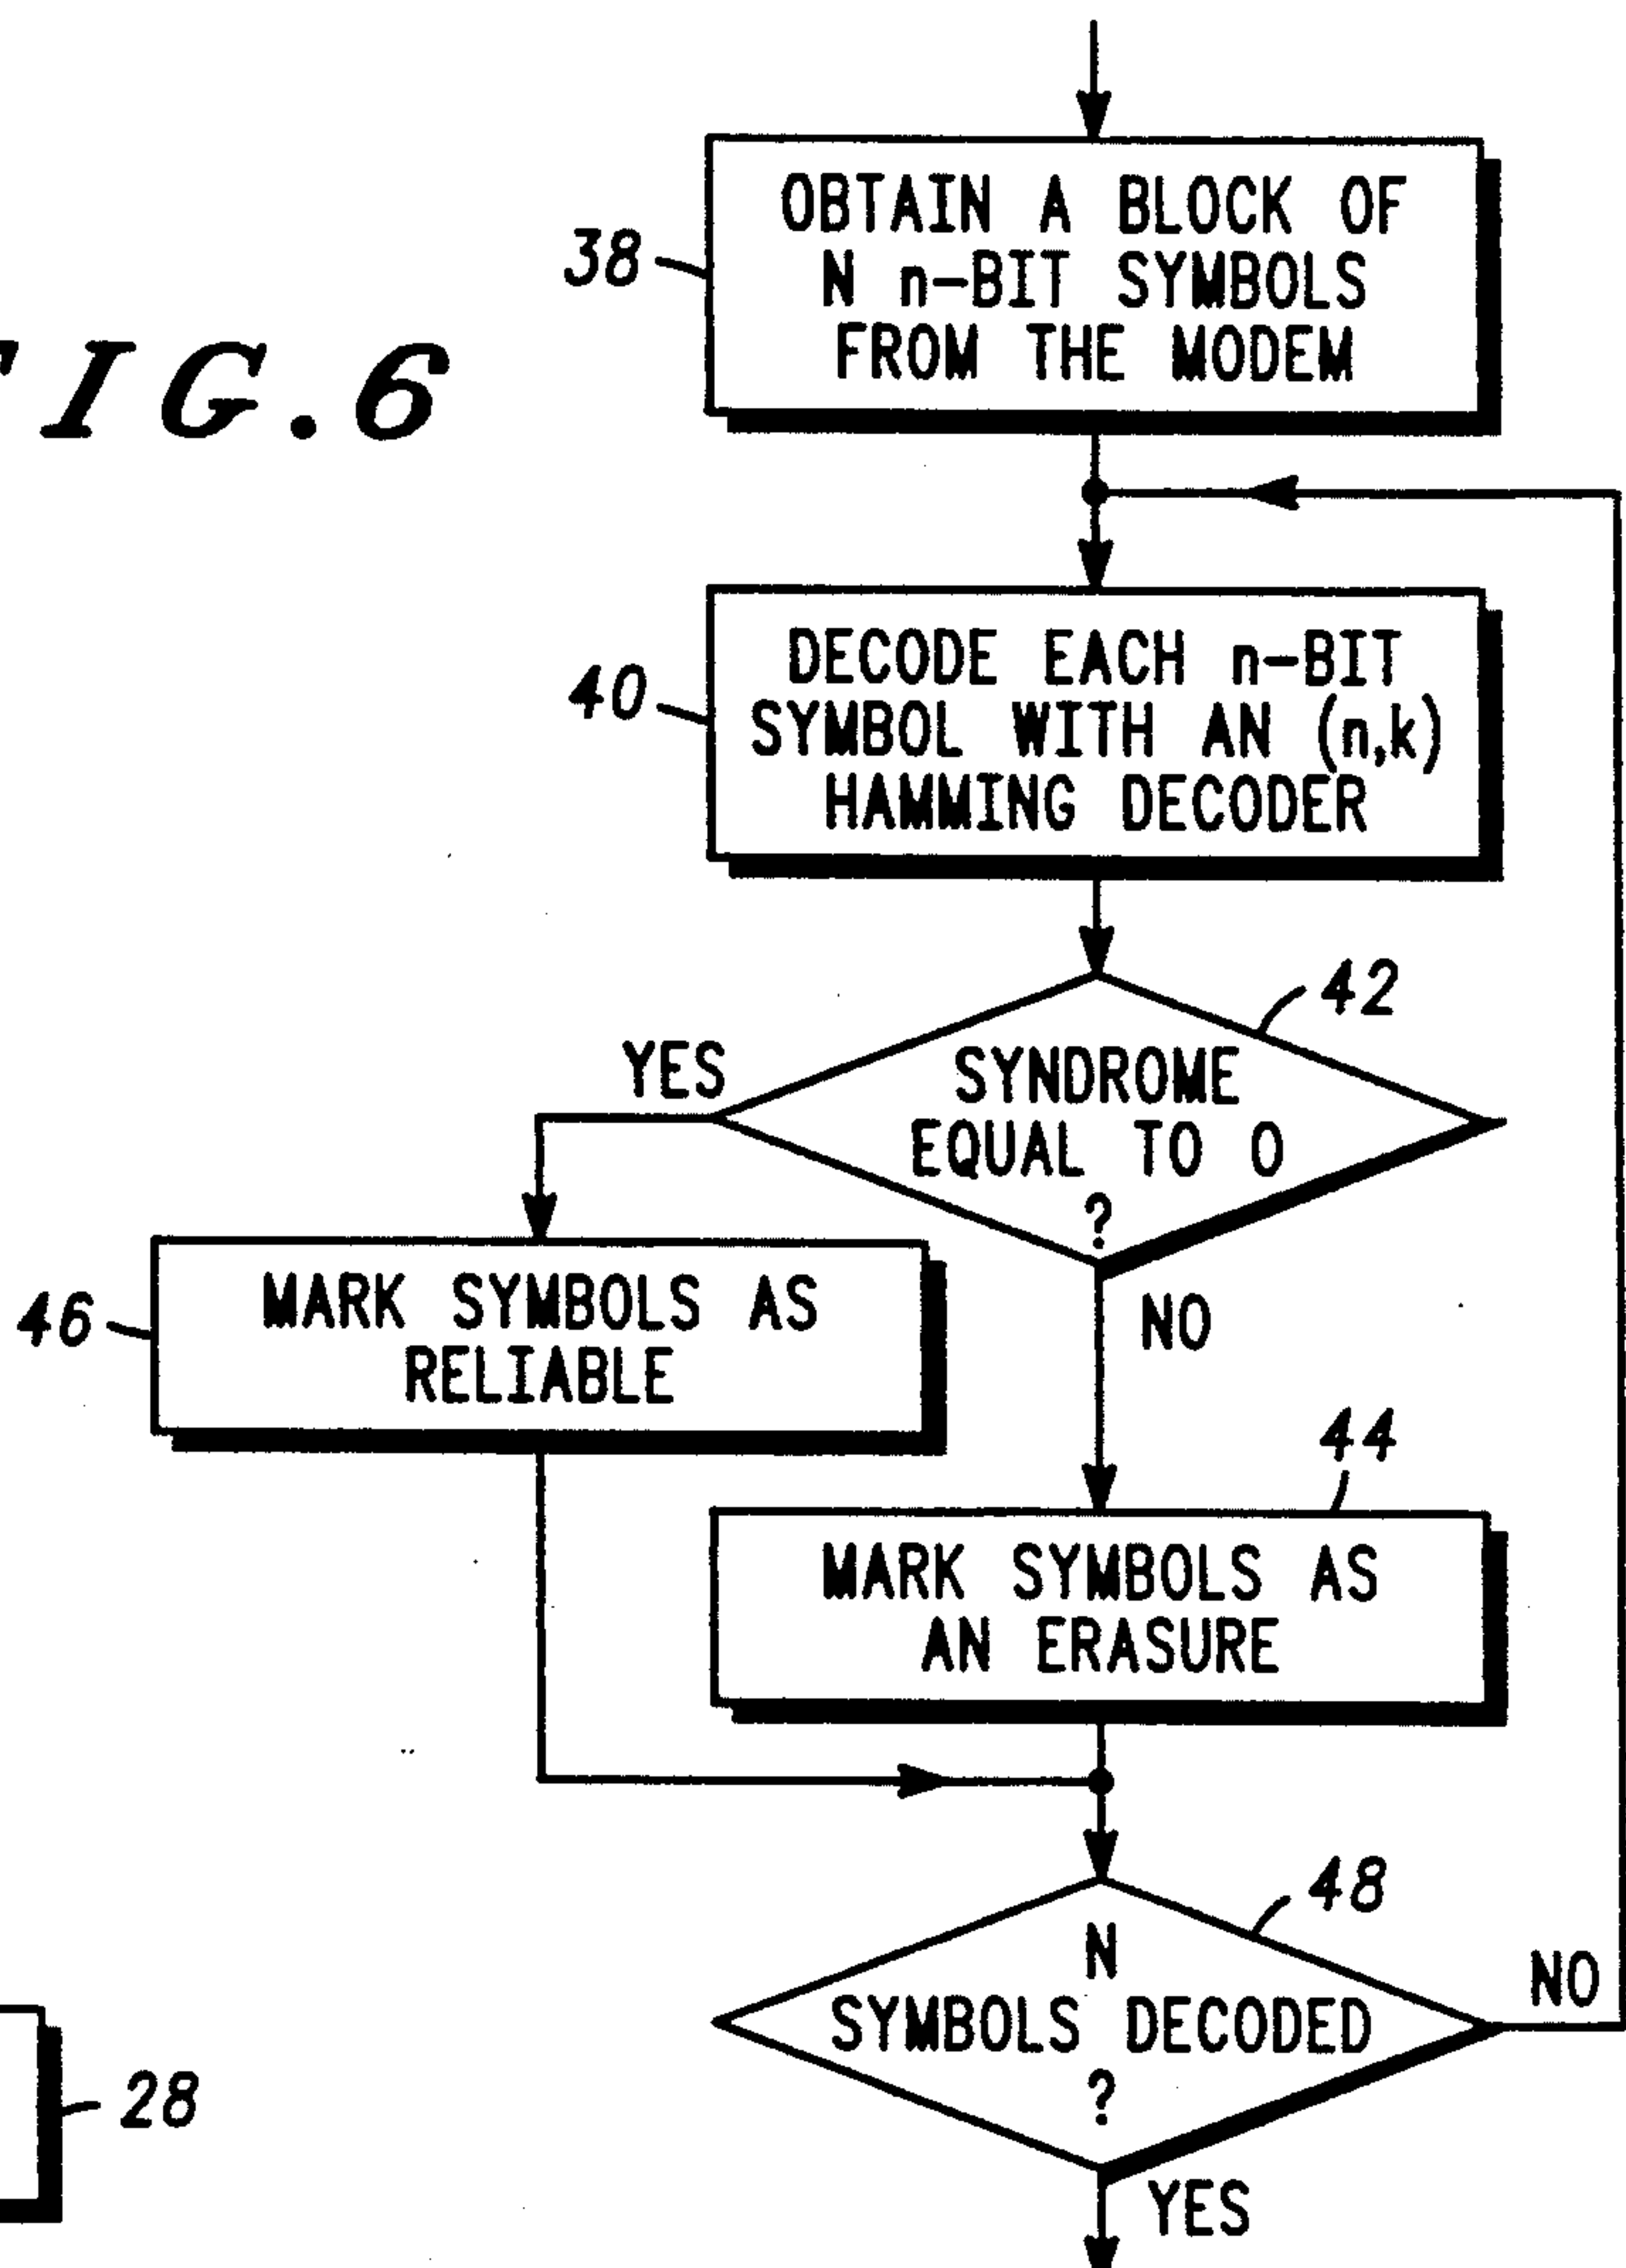 OBTAIN A BLOCK OF
N n-BIT SYMBOLS
FROM THE MODEM
38
FIG.6
DECODE EACH n-BIT
SYMBOL WITH AN (n,k)
HAMMING DECODER
40
42
YES
SYNDROME
EQUAL TO 0
?
NO
46
MARK SYMBOLS AS
RELIABLE
44
MARK SYMBOLS AS
AN ERASURE
48
N
SYMBOLS DECODED
?
NO
28
YES